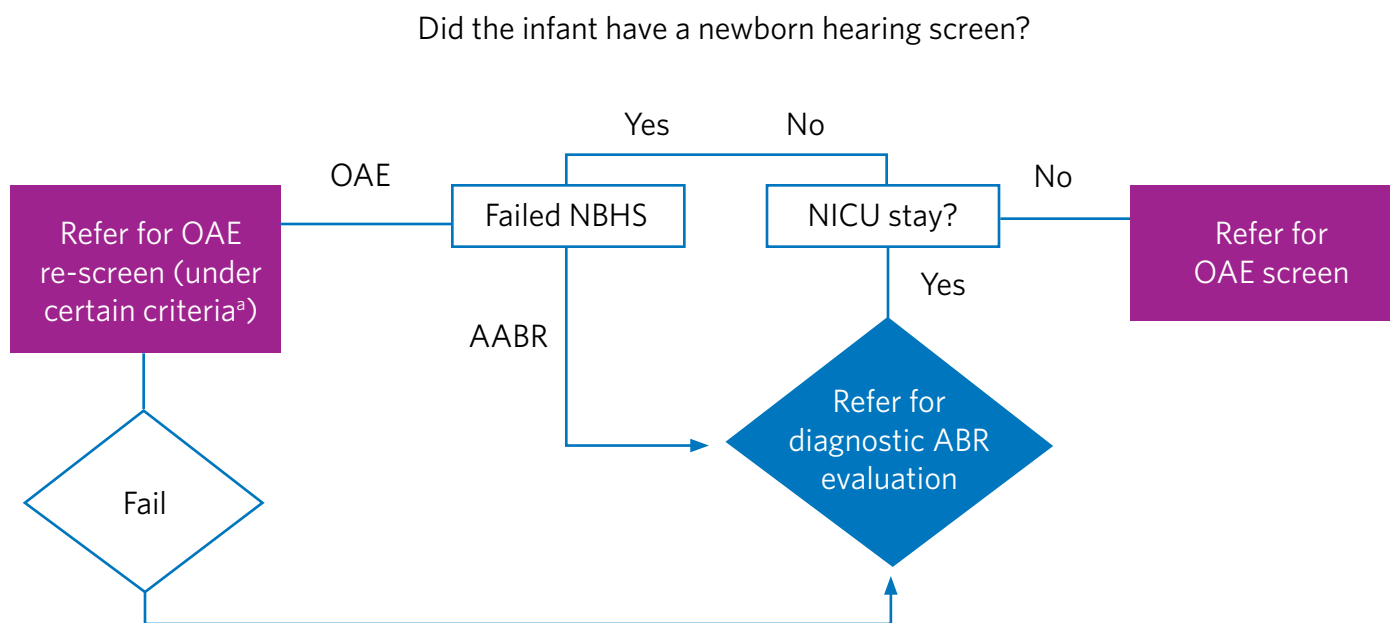 Did the infant have a newborn hearing screen?
Yes
No
OAE
No
Refer for OAE
re-screen (under
certain criteriaᵃ)
Failed NBHS
NICU stay?
Refer for
OAE screen
Yes
AABR
Refer for
diagnostic ABR
evaluation
Fail